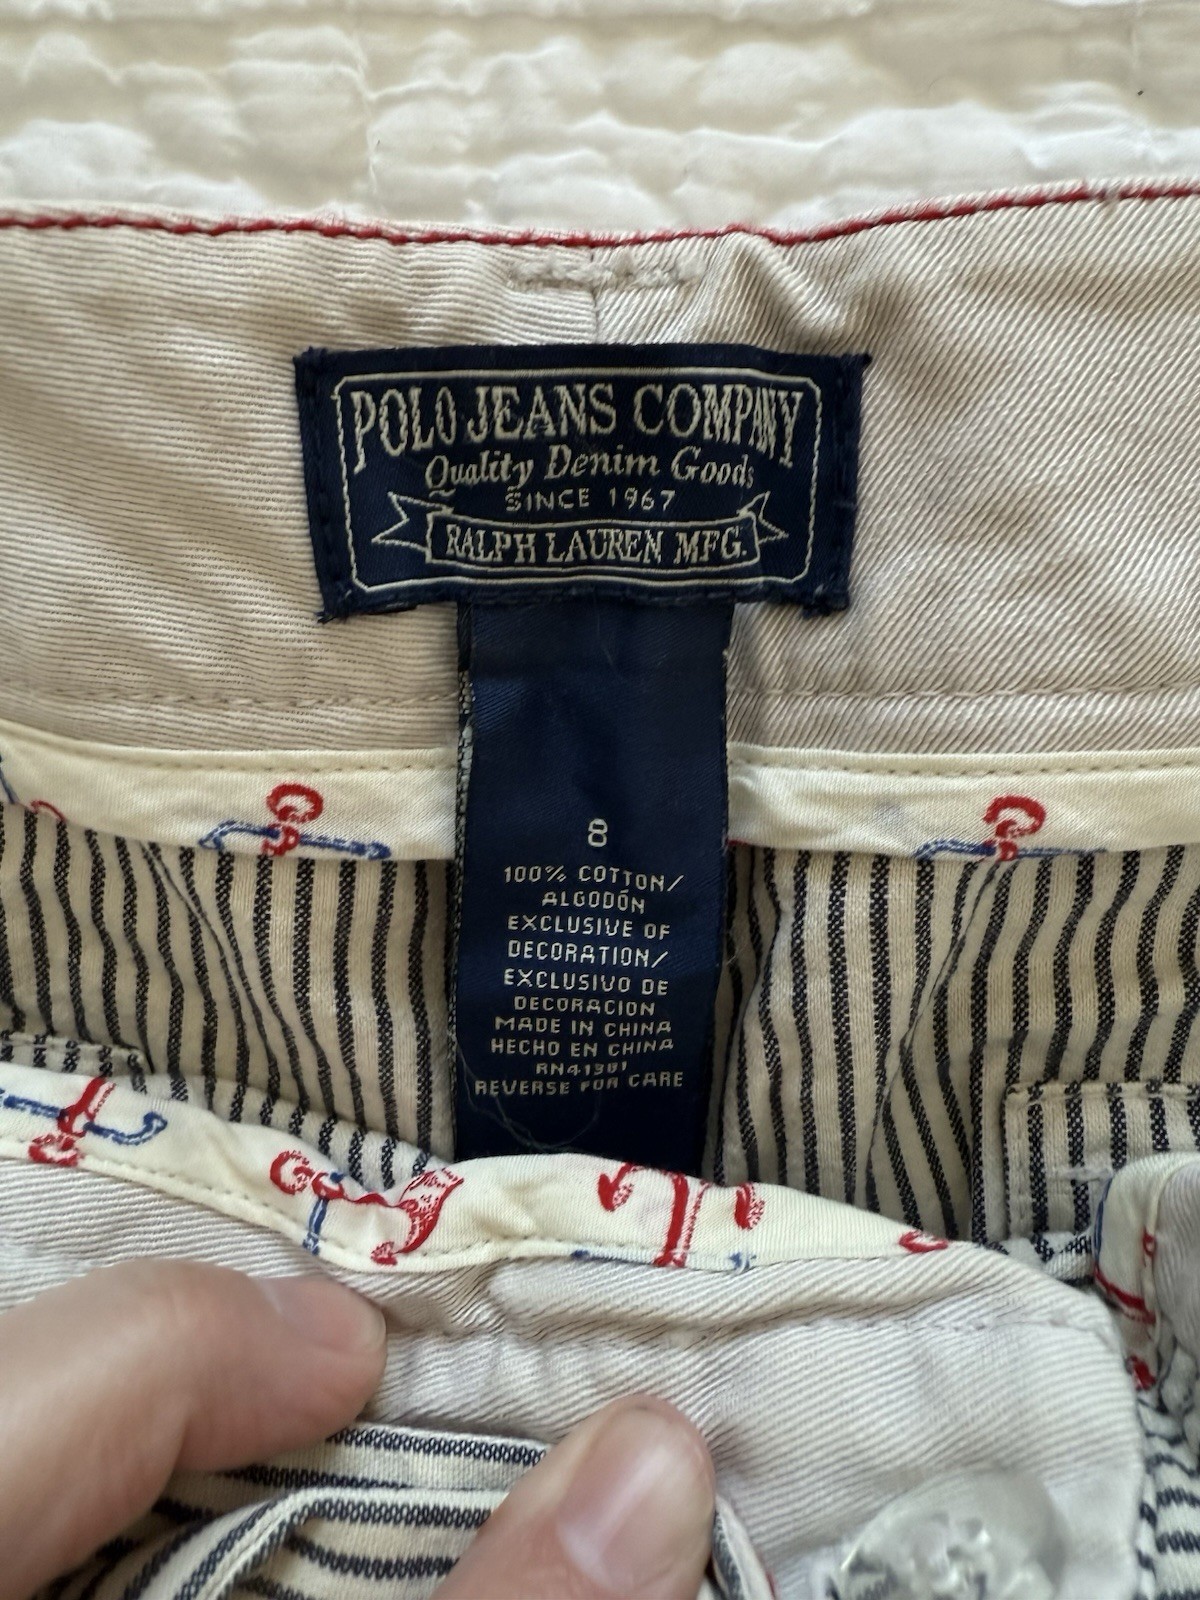 POLO JEANS COMPANY
Quality Denim Goods
SINCE 1967
RALPH LAUREN MFG.
8
100% COTTON/
ALGODÓN
EXCLUSIVE OF
DECORATION/
EXCLUSIVO DE
DECORACION
MADE IN CHINA
HECHO EN CHINA
RN41381
REVERSE FOR CARE